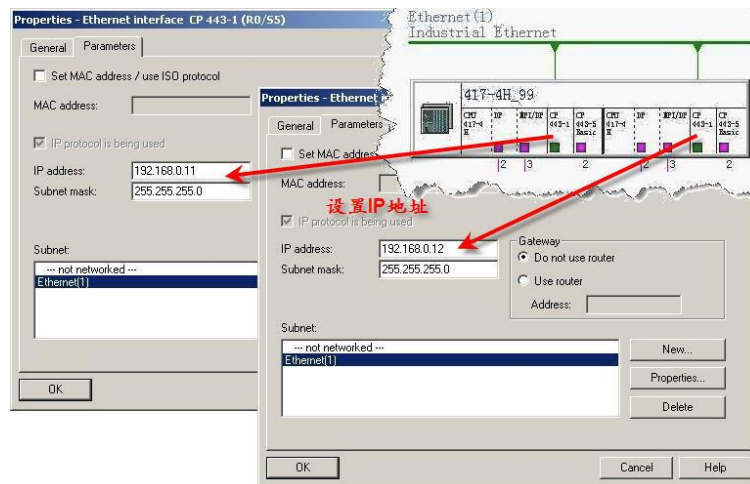 Properties - Ethernet interface CP 443-1 (R0/S5)
General
Parameters
Set MAC address / use ISO protocol
MAC address:
IP protocol is being used
IP address:
192.168.0.11
Subnet mask:
255.255.255.0
Subnet:
--- not networked ---
Ethernet(1)
OK
Ethernet(1)
Industrial Ethernet
417-4H_99
CPU 417-4 H
DP
MPI/DP
CP 443-1
CP 443-5 Basic
CPU 417-4 H
DP
MPI/DP
CP 443-1
CP 443-5 Basic
2
3
2
2
3
2
Properties - Ethernet
General
Parameters
Set MAC address
MAC address:
设置IP地址
IP protocol is being used
IP address:
192.168.0.12
Subnet mask:
255.255.255.0
Gateway
Do not use router
Use router
Address:
Subnet:
--- not networked ---
Ethernet(1)
New...
Properties...
Delete
OK
Cancel
Help